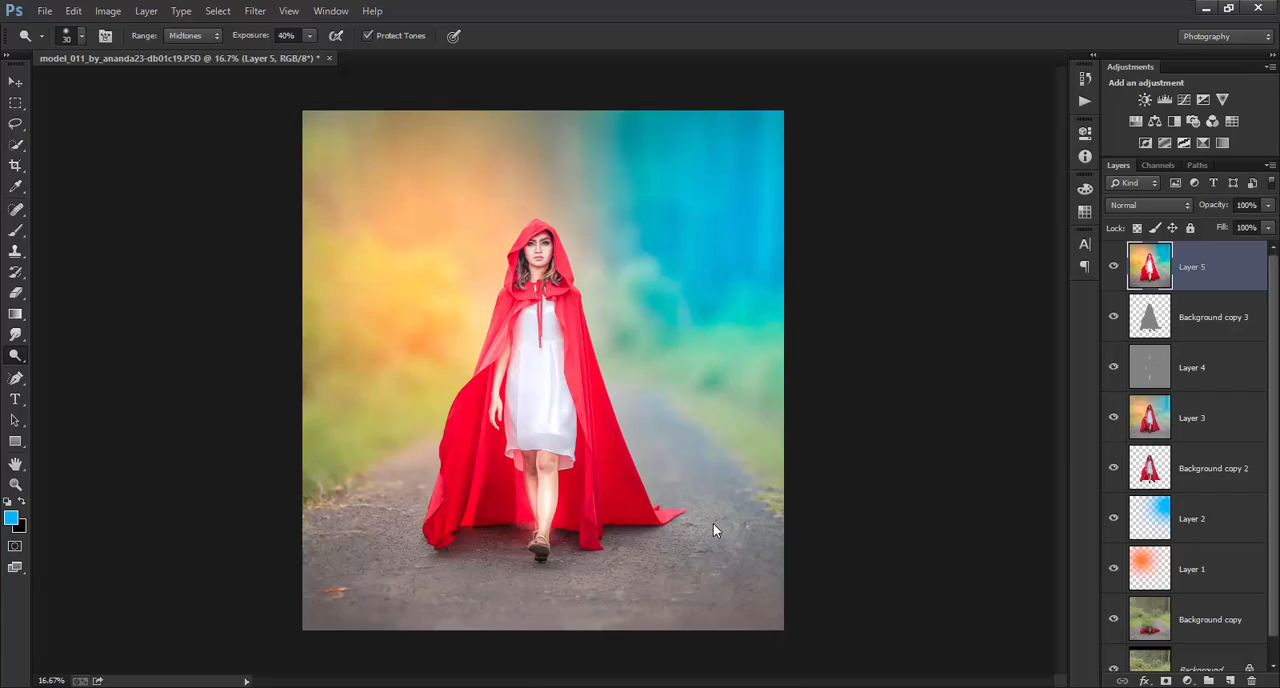 Ps File Edit Image Layer Type Select Filter View Window Help
30 Range: Midtones Exposure: 40% Protect Tones Photography
model_011_by_ananda23-db01c19.PSD @ 16.7% (Layer 5, RGB/8*) * ×
Adjustments
Add an adjustment
Layers Channels Paths
Kind T
Normal Opacity: 100%
Lock: Fill: 100%
A
¶
Layer 5
Background copy 3
Layer 4
Layer 3
Background copy 2
Layer 2
Layer 1
Background copy
Background
T
16.67% fx